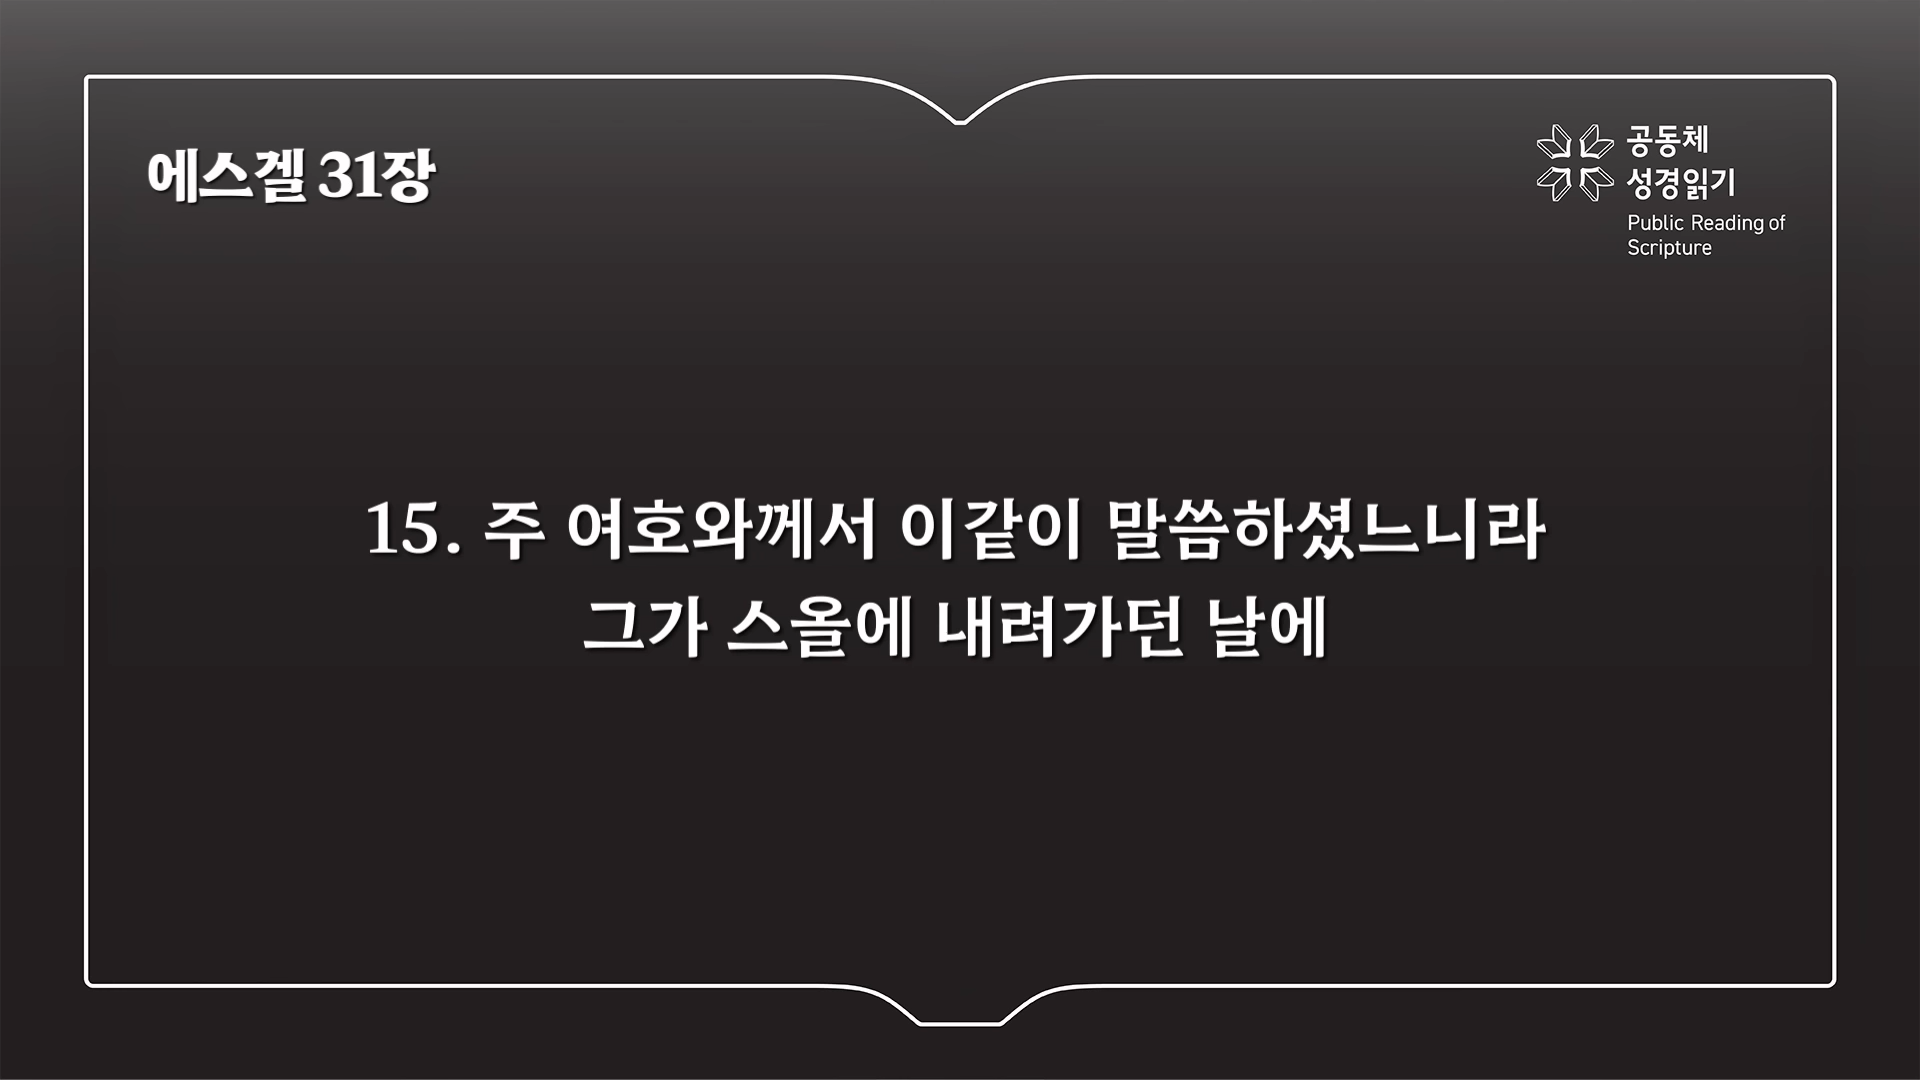 에스겔 31장
공동체
성경읽기
Public Reading of
Scripture
15. 주 여호와께서 이같이 말씀하셨느니라
그가 스올에 내려가던 날에